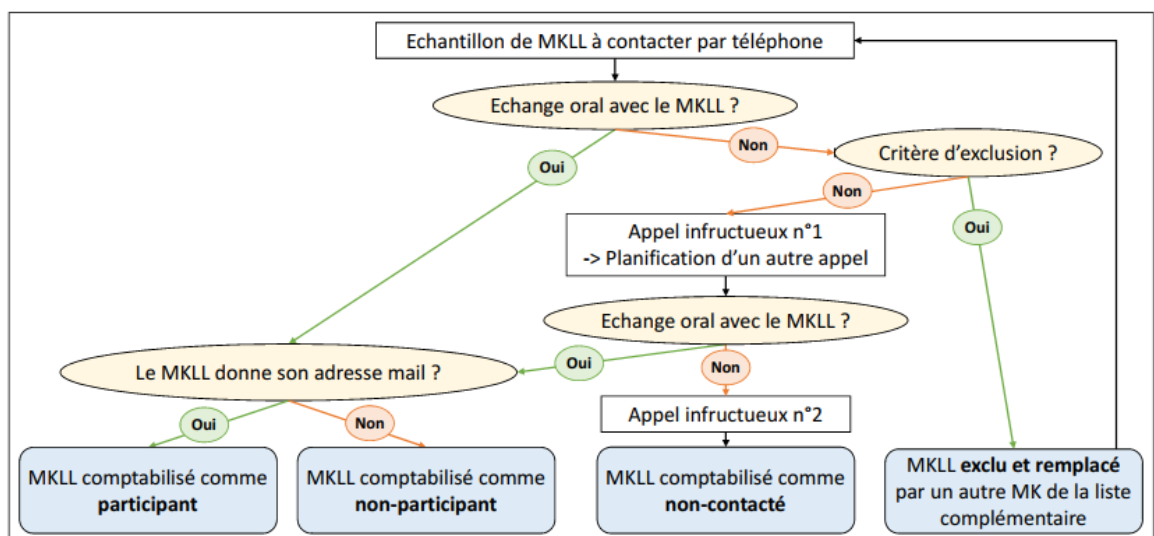 Echantillon de MKLL à contacter par téléphone
Echange oral avec le MKLL ?
Non
Critère d'exclusion ?
Oui
Non
Appel infructueux n°1
-> Planification d'un autre appel
Oui
Echange oral avec le MKLL ?
Oui
Non
Le MKLL donne son adresse mail ?
Oui
Non
Appel infructueux n°2
MKLL comptabilisé comme
participant
MKLL comptabilisé comme
non-participant
MKLL comptabilisé comme
non-contacté
MKLL exclu et remplacé
par un autre MK de la liste
complémentaire